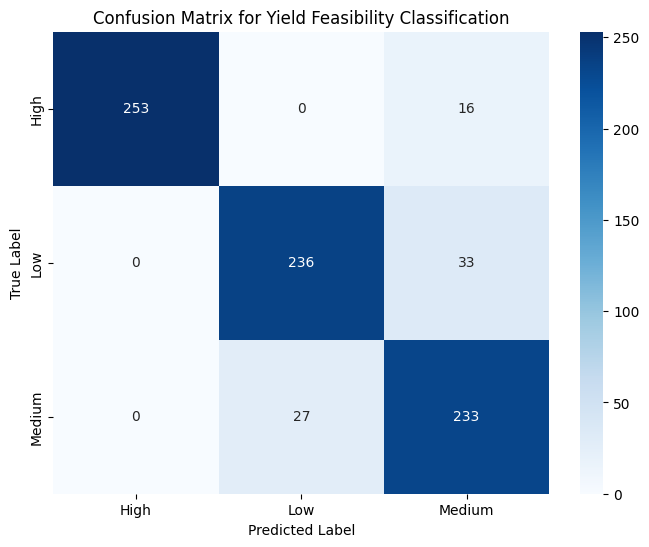 Confusion Matrix for Yield Feasibility Classification
High
253
0
16
Low
0
236
33
Medium
0
27
233
True Label
High
Low
Medium
Predicted Label
250
200
150
100
50
0